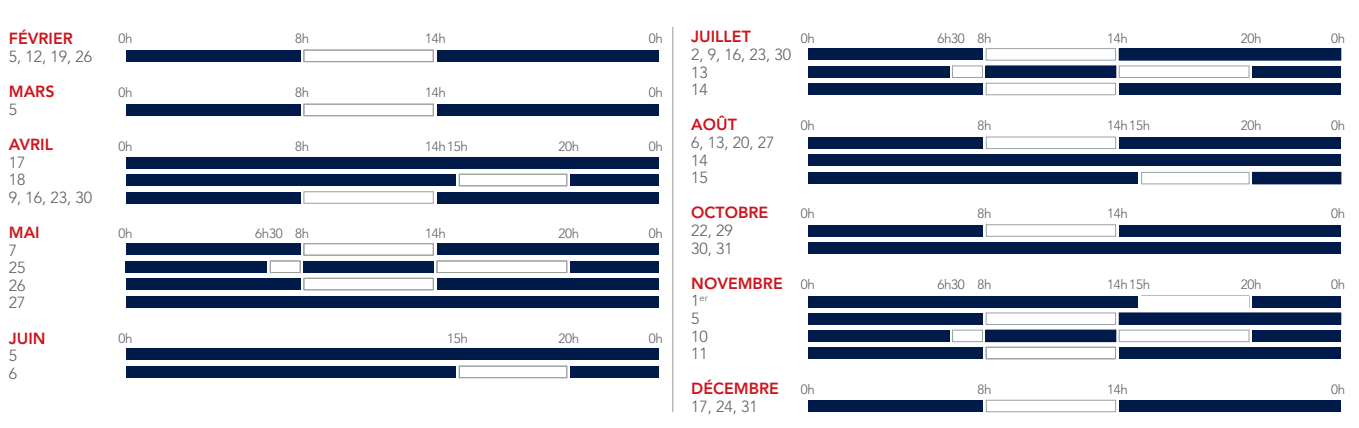 FÉVRIER 0h 8h 14h 0h
5, 12, 19, 26
MARS 0h 8h 14h 0h
5
AVRIL 0h 8h 14h 15h 20h 0h
17
18
9, 16, 23, 30
MAI 0h 6h30 8h 14h 20h 0h
7
25
26
27
JUIN 0h 15h 20h 0h
5
6
JUILLET 0h 6h30 8h 14h 20h 0h
2, 9, 16, 23, 30
13
14
AOÛT 0h 8h 14h 15h 20h 0h
6, 13, 20, 27
14
15
OCTOBRE 0h 8h 14h 0h
22, 29
30, 31
NOVEMBRE 0h 6h30 8h 14h 15h 20h 0h
1er
5
10
11
DÉCEMBRE 0h 8h 14h 0h
17, 24, 31